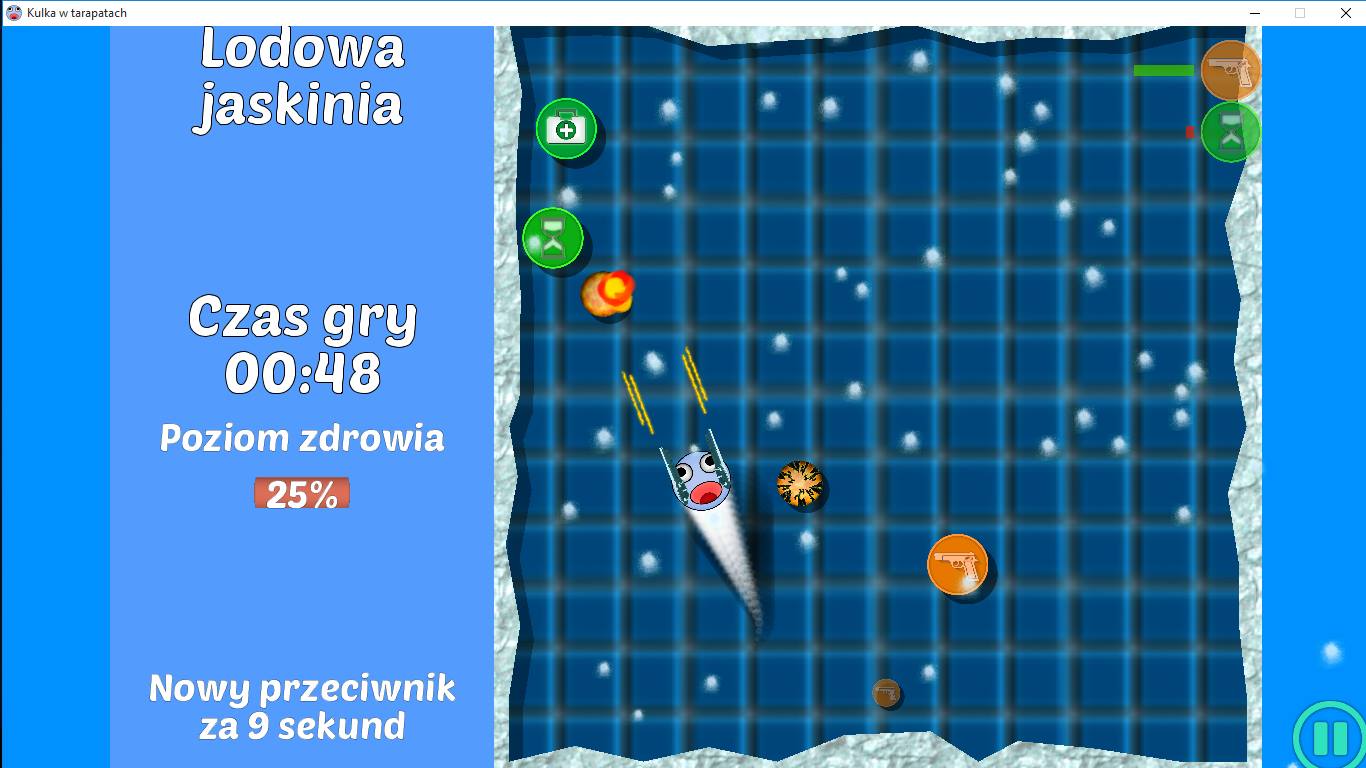 Kulka w tarapatach
Lodowa
jaskinia
Czas gry
00:48
Poziom zdrowia
25%
Nowy przeciwnik
za 9 sekund